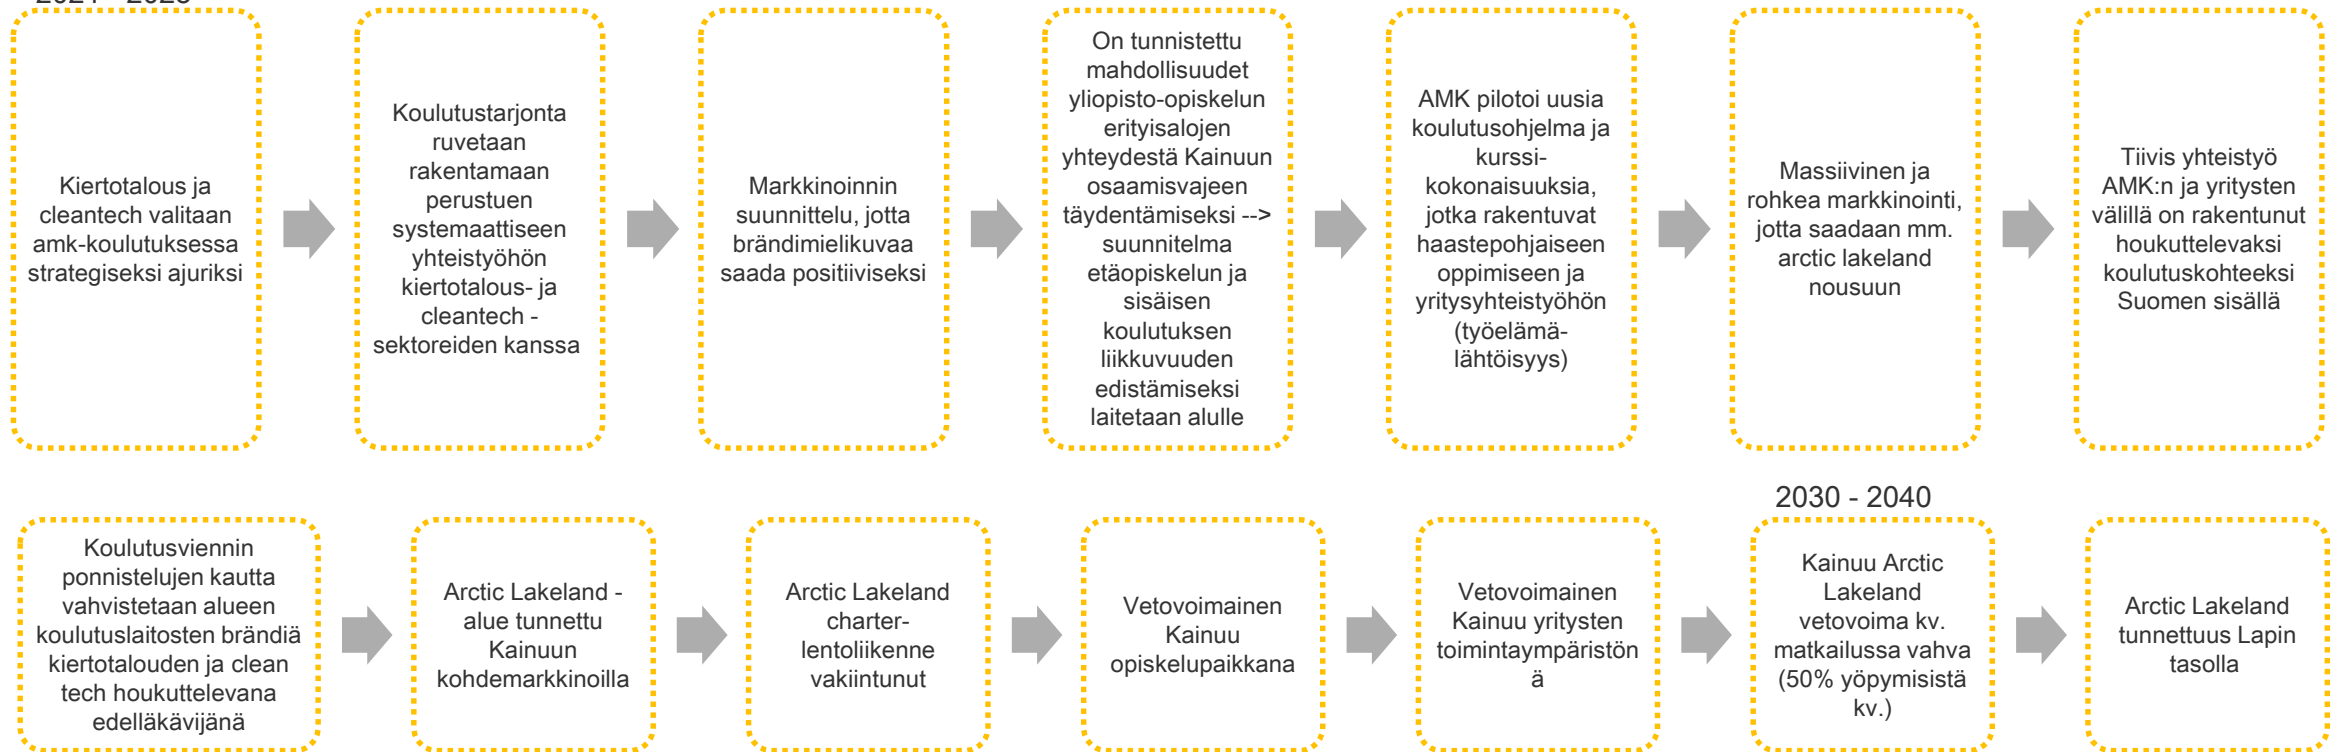 Kiertotalous ja
cleantech valitaan
amk-koulutuksessa
strategiseksi ajuriksi
Koulutustarjonta
ruvetaan
rakentamaan
perustuen
systemaattiseen
yhteistyöhön
kiertotalous- ja
cleantech -
sektoreiden kanssa
Markkinoinnin
suunnittelu, jotta
brändimielikuvaa
saada positiiviseksi
On tunnistettu
mahdollisuudet
yliopisto-opiskelun
erityisalojen
yhteydestä Kainuun
osaamisvajeen
täydentämiseksi -->
suunnitelma
etäopiskelun ja
sisäisen
koulutuksen
liikkuvuuden
edistämiseksi
laitetaan alulle
AMK pilotoi uusia
koulutusohjelma ja
kurssi-
kokonaisuuksia,
jotka rakentuvat
haastepohjaiseen
oppimiseen ja
yritysyhteistyöhön
(työelämä-
lähtöisyys)
Massiivinen ja
rohkea markkinointi,
jotta saadaan mm.
arctic lakeland
nousuun
Tiivis yhteistyö
AMK:n ja yritysten
välillä on rakentunut
houkuttelevaksi
koulutuskohteeksi
Suomen sisällä
2030 - 2040
Koulutusviennin
ponnistelujen kautta
vahvistetaan alueen
koulutuslaitosten brändiä
kiertotalouden ja clean
tech houkuttelevana
edelläkävijänä
Arctic Lakeland -
alue tunnettu
Kainuun
kohdemarkkinoilla
Arctic Lakeland
charter-
lentoliikenne
vakiintunut
Vetovoimainen
Kainuu
opiskelupaikkana
Vetovoimainen
Kainuu yritysten
toimintaympäristön
ä
Kainuu Arctic
Lakeland
vetovoima kv.
matkailussa vahva
(50% yöpymisistä
kv.)
Arctic Lakeland
tunnettuus Lapin
tasolla